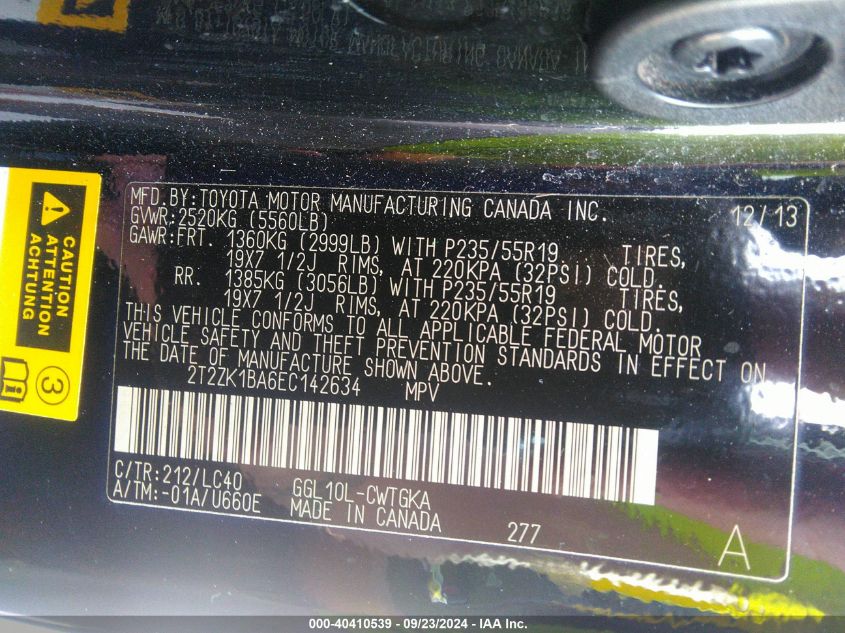 MFD.BY:TOYOTA MOTOR MANUFACTURING CANADA INC. 12/13
GVWR:2520KG (5560LB)
GAWR:FRT. 1360KG (2999LB) WITH P235/55R19 TIRES,
19X7 1/2J RIMS, AT 220KPA (32PSI) COLD.
RR. 1385KG (3056LB) WITH P235/55R19 TIRES,
19X7 1/2J RIMS, AT 220KPA (32PSI) COLD.
THIS VEHICLE CONFORMS TO ALL APPLICABLE FEDERAL MOTOR
VEHICLE SAFETY AND THEFT PREVENTION STANDARDS IN EFFECT ON
THE DATE OF MANUFACTURE SHOWN ABOVE.
2T2ZK1BA6EC142634 MPV
C/TR:212/LC40
A/TM:-01A/U660E
GGL10L-CWTGKA
MADE IN CANADA
277
A
CAUTION
ATTENTION
ACHTUNG
3
000-40410539 - 09/23/2024 - IAA Inc.